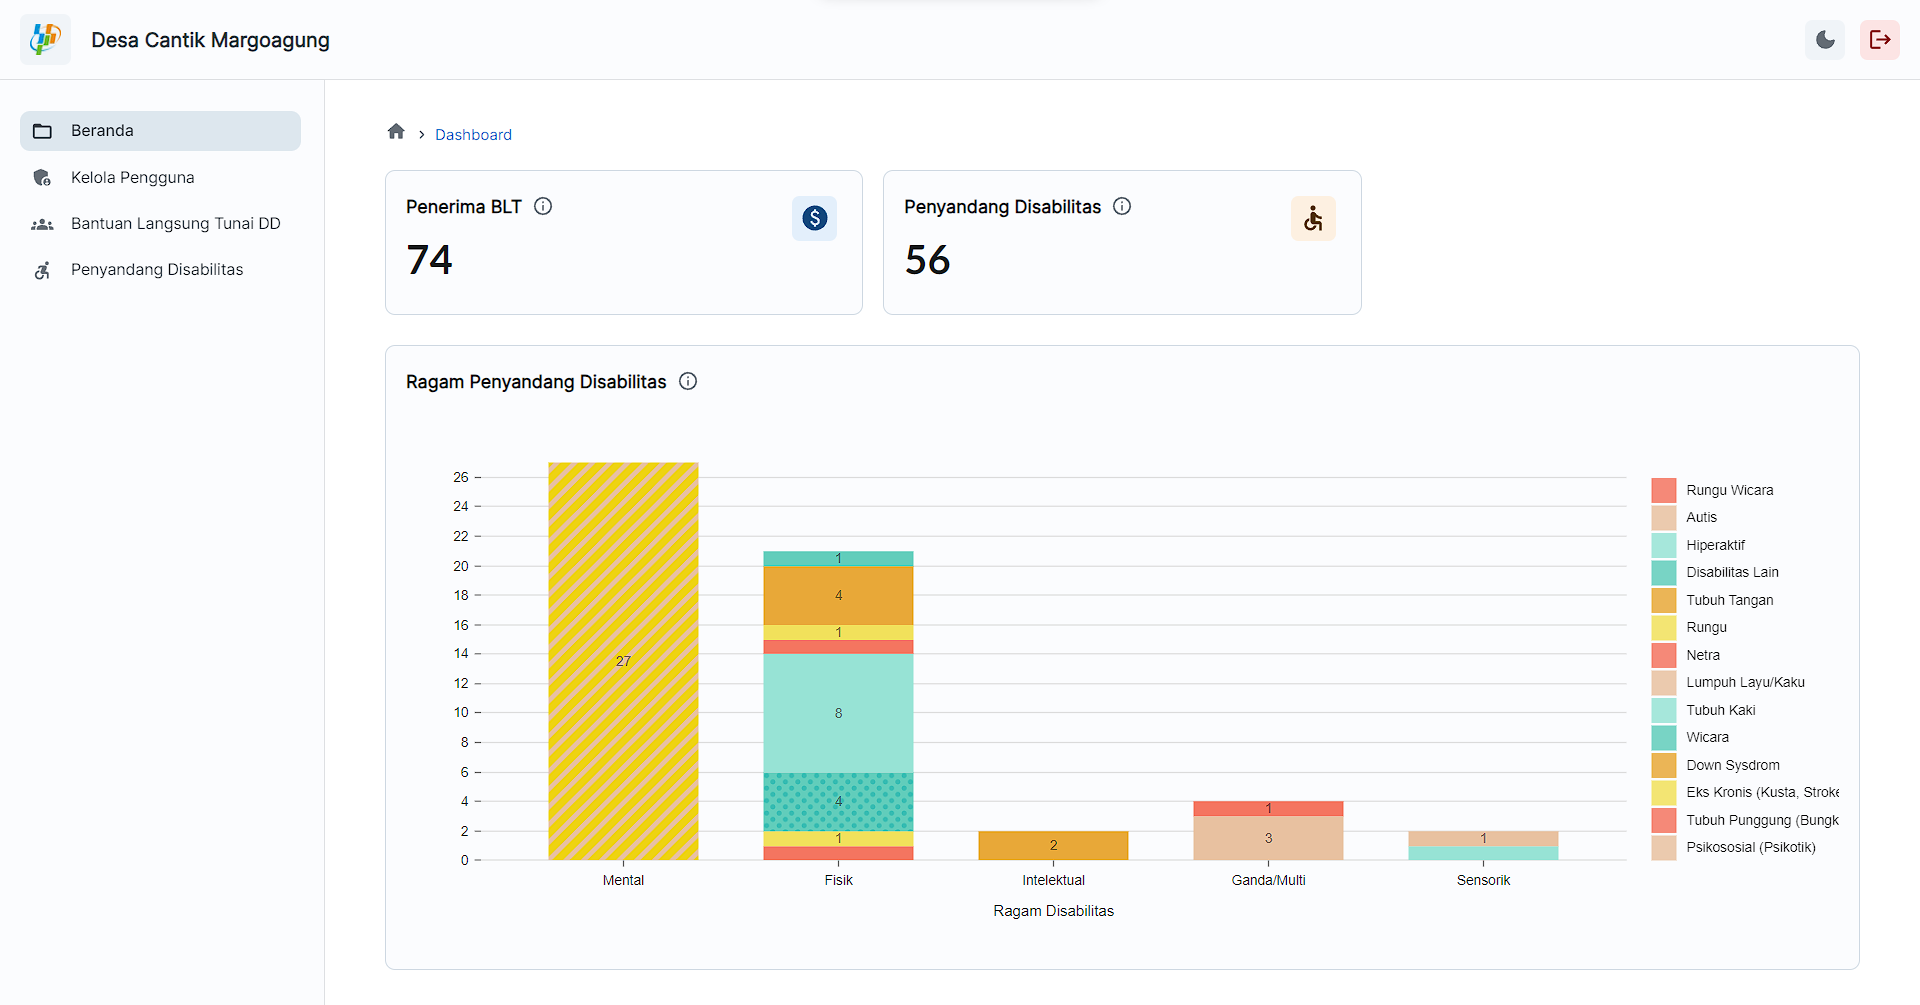 Desa Cantik Margoagung
Beranda
Kelola Pengguna
Bantuan Langsung Tunai DD
Penyandang Disabilitas
Dashboard
Penerima BLT
74
Penyandang Disabilitas
56
Ragam Penyandang Disabilitas
26
24
22
20
18
16
14
12
10
8
6
4
2
0
27
1
4
1
8
4
1
2
1
3
1
Mental
Fisik
Intelektual
Ganda/Multi
Sensorik
Ragam Disabilitas
Rungu Wicara
Autis
Hiperaktif
Disabilitas Lain
Tubuh Tangan
Rungu
Netra
Lumpuh Layu/Kaku
Tubuh Kaki
Wicara
Down Sysdrom
Eks Kronis (Kusta, Stroke
Tubuh Punggung (Bungk
Psikososial (Psikotik)